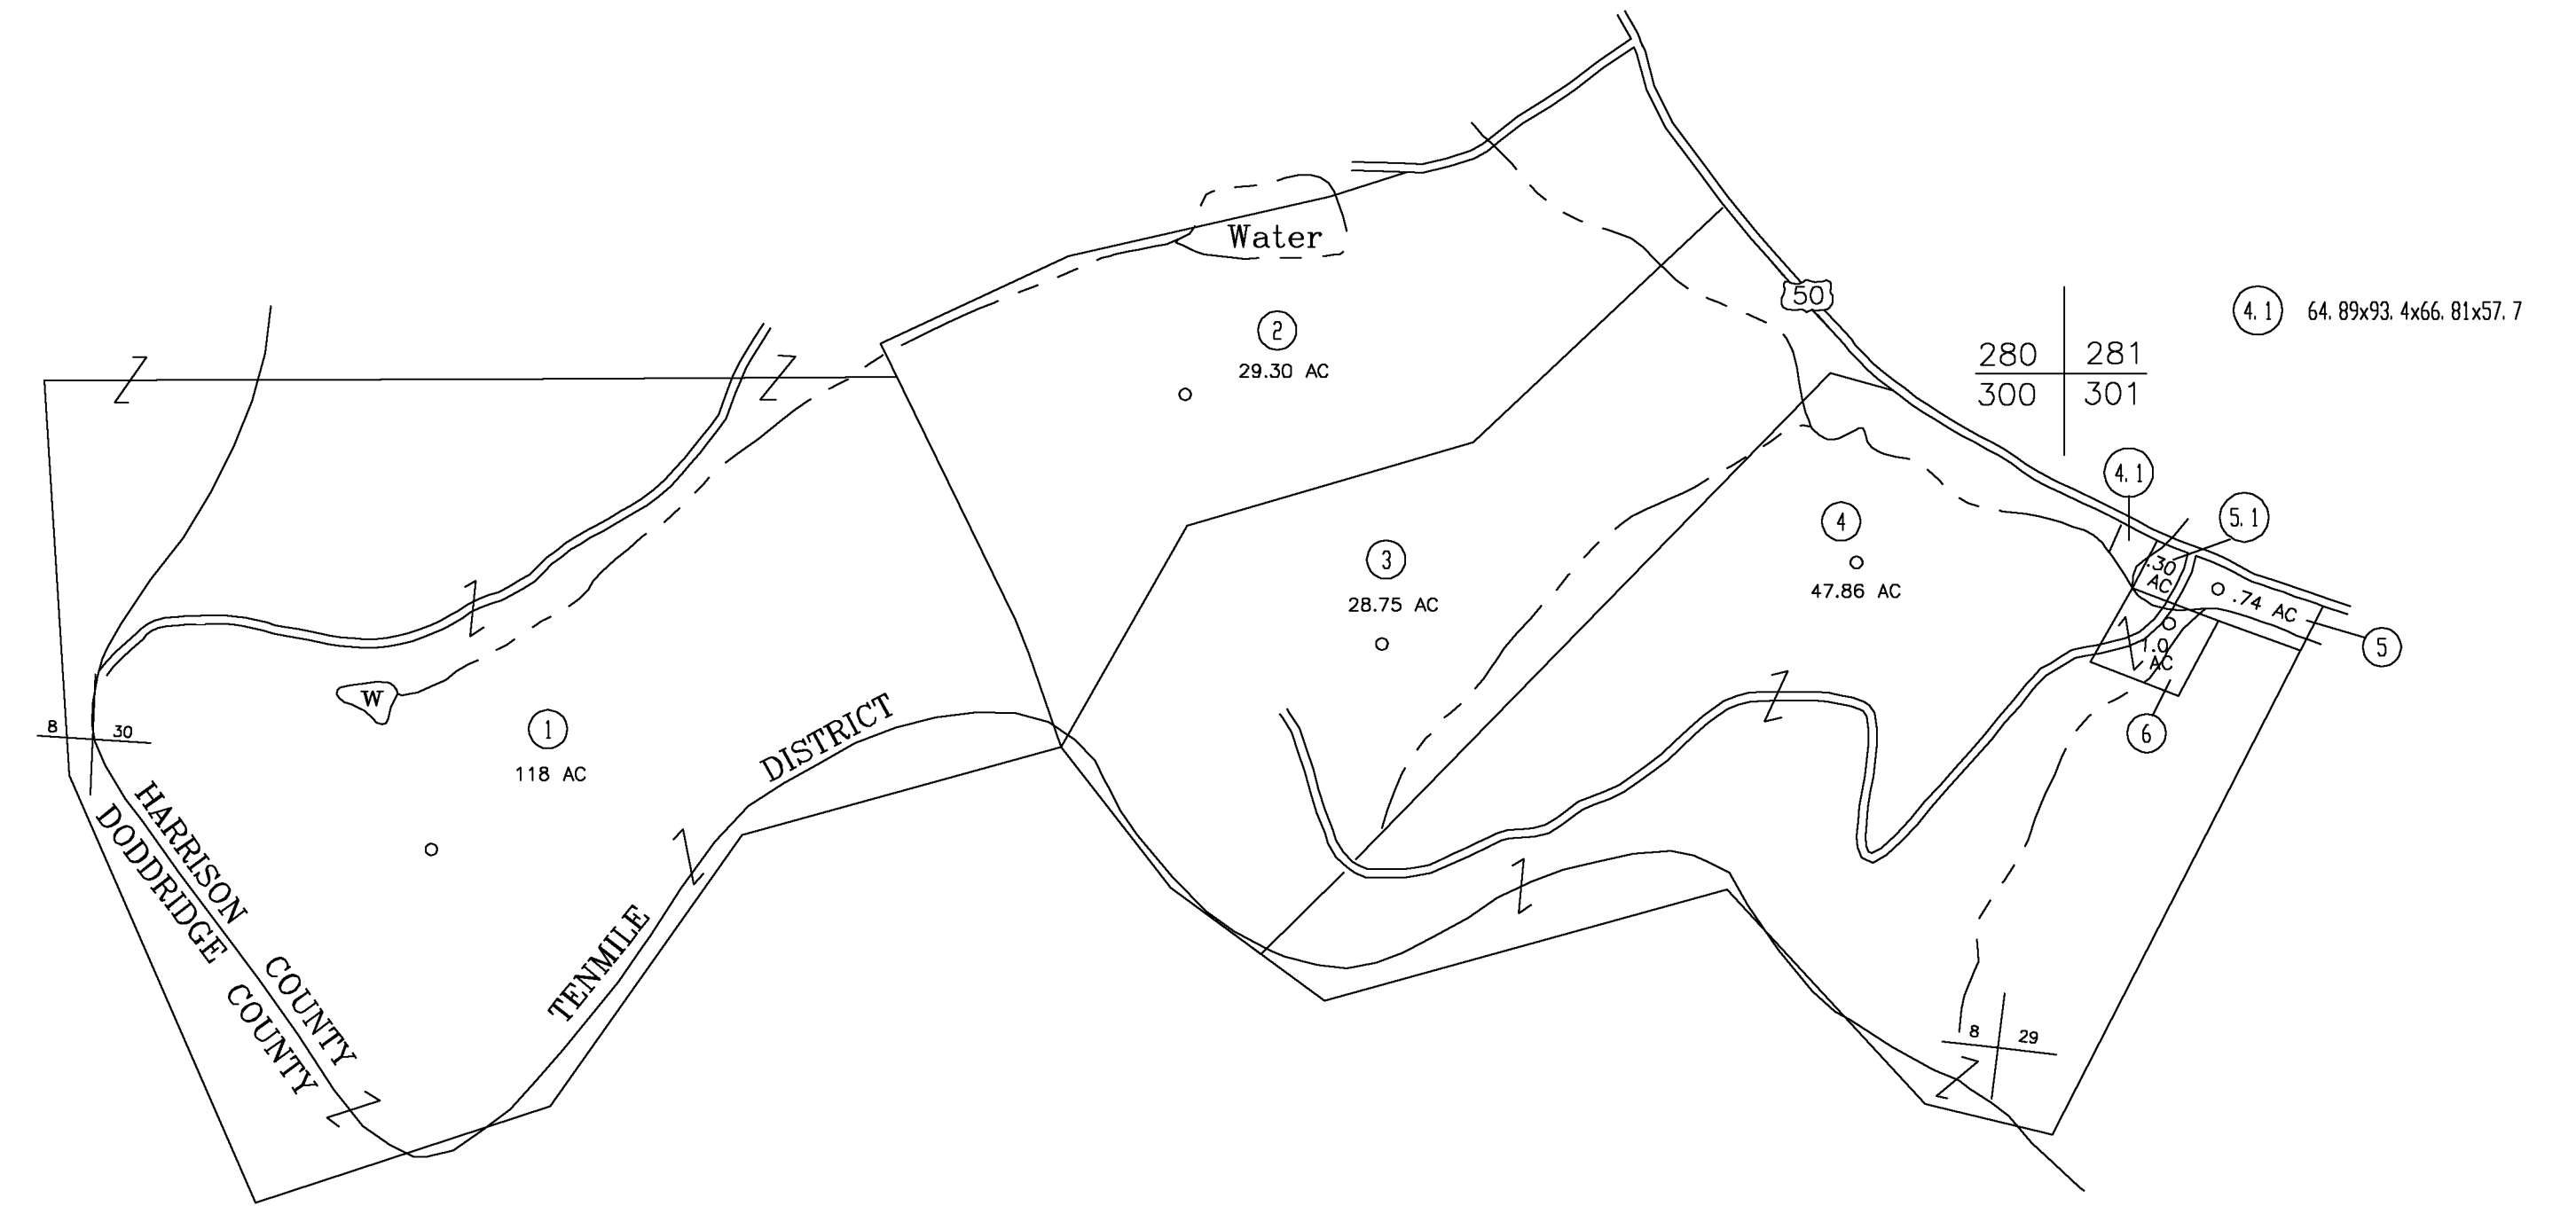 Water
50
2
29.30 AC
4.1 64.89x93.4x66.81x57.7
280 281
300 301
4.1
5.1
4
47.86 AC
3
28.75 AC
.30
AC
.74 AC
5
1.0
AC
6
W
8 30
1
118 AC
DISTRICT
TENMILE
HARRISON COUNTY
DODDRIDGE COUNTY
8 29